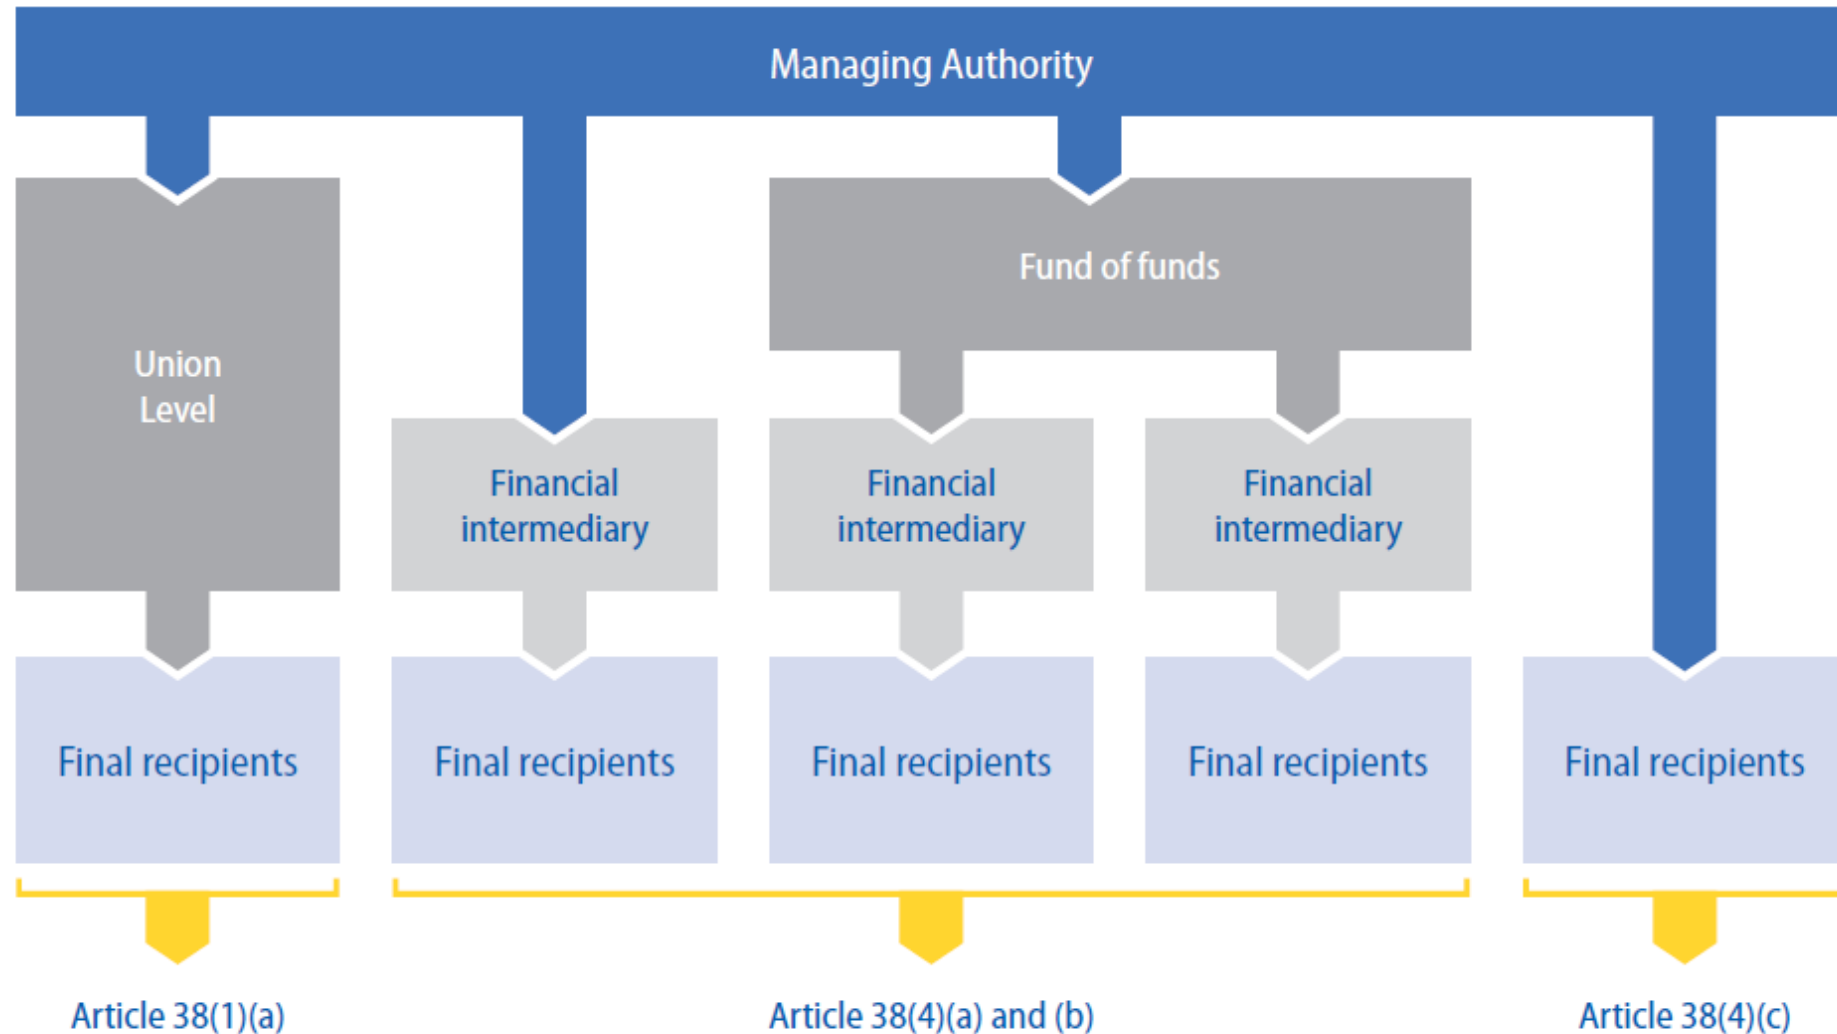 Managing Authority
Fund of funds
Union
Level
Financial
intermediary
Financial
intermediary
Financial
intermediary
Final recipients
Final recipients
Final recipients
Final recipients
Final recipients
Article 38(1)(a)
Article 38(4)(a) and (b)
Article 38(4)(c)